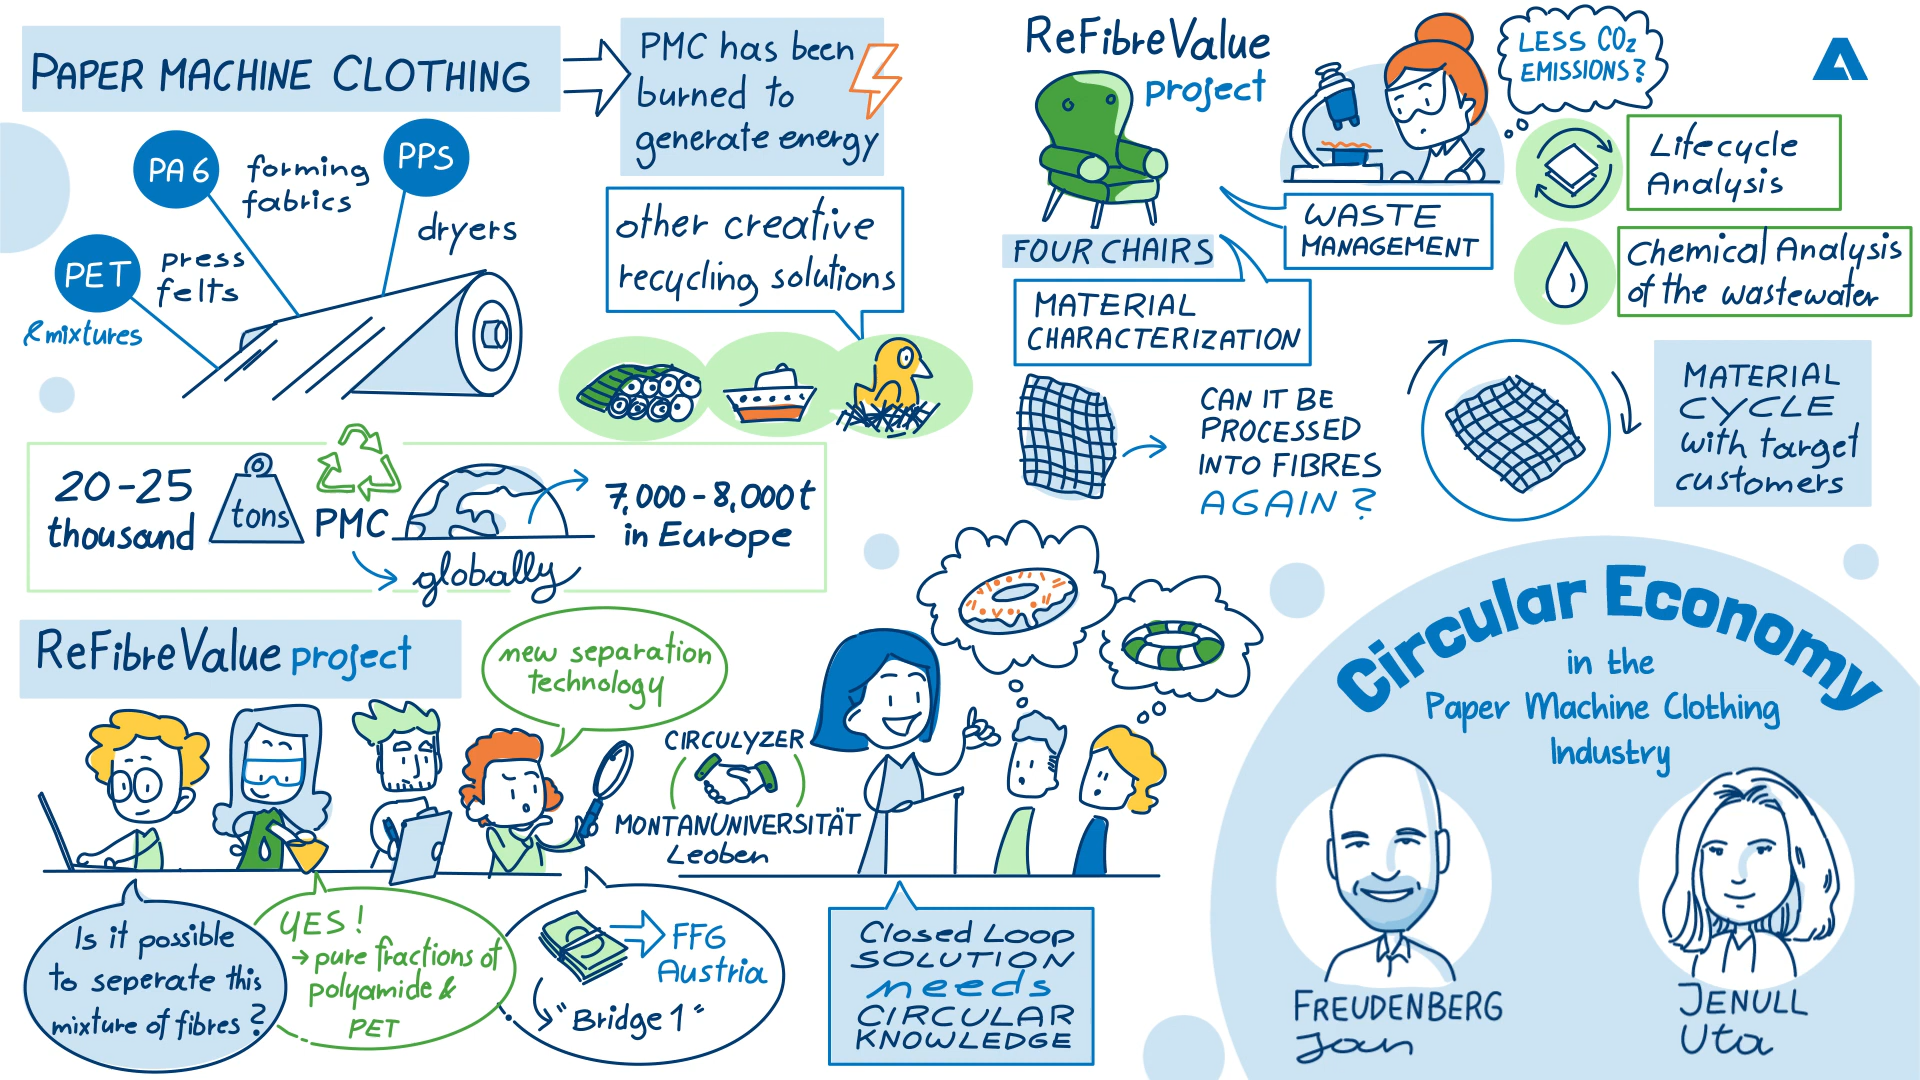 PAPER MACHINE CLOTHING
PMC has been
burned to
generate energy
PA 6
forming
fabrics
PPS
dryers
PET
press
felts
& mixtures
other creative
recycling solutions
20-25
thousand
tons
PMC
globally
7,000-8,000t
in Europe
ReFibreValue project
new separation
technology
CIRCULYZER
MONTANUNIVERSITÄT
Leoben
Is it possible
to seperate this
mixture of fibres?
YES!
→ pure fractions of
polyamide &
PET
FFG
Austria
"Bridge 1"
Closed Loop
SOLUTION
needs
CIRCULAR
KNOWLEDGE
ReFibreValue
project
FOUR CHAIRS
WASTE
MANAGEMENT
MATERIAL
CHARACTERIZATION
LESS CO₂
EMISSIONS?
Lifecycle
Analysis
Chemical Analysis
of the wastewater
CAN IT BE
PROCESSED
INTO FIBRES
AGAIN?
MATERIAL
CYCLE
with target
customers
Circular Economy
in the
Paper Machine Clothing
Industry
FREUDENBERG
Jan
JENULL
Uta